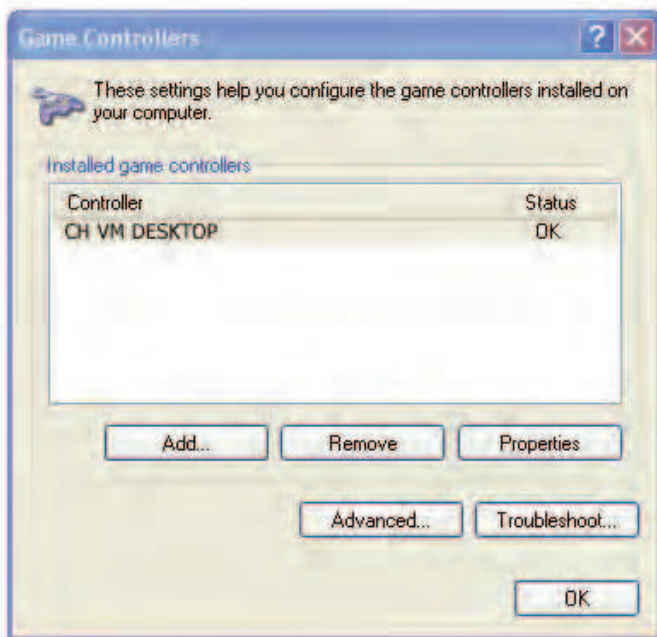 Game Controllers
These settings help you configure the game controllers installed on
your computer.
Installed game controllers
Controller Status
CH VM DESKTOP OK
Add... Remove Properties
Advanced... Troubleshoot...
OK